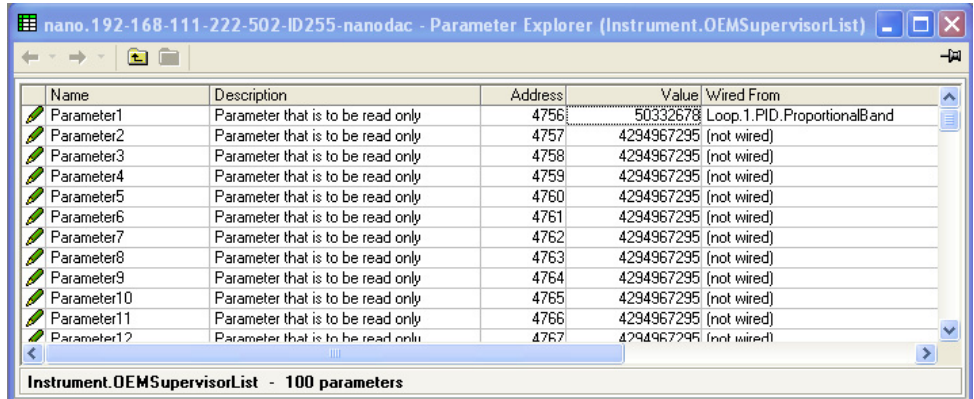 nano.192-168-111-222-502-ID255-nanodac - Parameter Explorer (Instrument.OEMSupervisorList)
Name Description Address Value Wired From
Parameter1 Parameter that is to be read only 4756 50332678 Loop.1.PID.ProportionalBand
Parameter2 Parameter that is to be read only 4757 4294967295 (not wired)
Parameter3 Parameter that is to be read only 4758 4294967295 (not wired)
Parameter4 Parameter that is to be read only 4759 4294967295 (not wired)
Parameter5 Parameter that is to be read only 4760 4294967295 (not wired)
Parameter6 Parameter that is to be read only 4761 4294967295 (not wired)
Parameter7 Parameter that is to be read only 4762 4294967295 (not wired)
Parameter8 Parameter that is to be read only 4763 4294967295 (not wired)
Parameter9 Parameter that is to be read only 4764 4294967295 (not wired)
Parameter10 Parameter that is to be read only 4765 4294967295 (not wired)
Parameter11 Parameter that is to be read only 4766 4294967295 (not wired)
Parameter12 Parameter that is to be read only 4767 4294967295 (not wired)
Instrument.OEMSupervisorList - 100 parameters